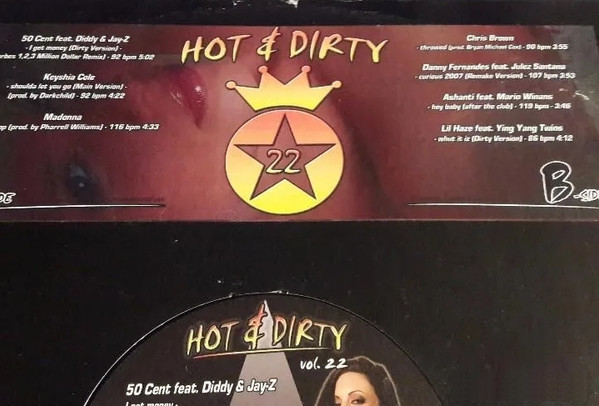 50 Cent feat. Diddy & Jay-Z
- I get money (Dirty Version) -
rbes 1,2,3 Million Dollar Remix) - 92 bpm 5:02
Keyshia Cole
- shoulda let you go (Main Version) -
(prod. by Darkchild) - 92 bpm 4:22
Madonna
(prod. by Pharrell Williams) - 116 bpm 4:33
DE
HOT & DIRTY
22
Chris Brown
- throwed (prod. Bryan Michael Cox) - 98 bpm 3:55
Danny Fernandes feat. Julez Santana
- curious 2007 (Remake Version) - 107 bpm 3:53
Ashanti feat. Mario Winans
- hey baby (after the club) - 119 bpm - 3:46
Lil Haze feat. Ying Yang Twins
- what it is (Dirty Version) - 86 bpm 4:12
B-SIDE
HOT & DIRTY
vol. 22
50 Cent feat. Diddy & Jay-Z
I get money -